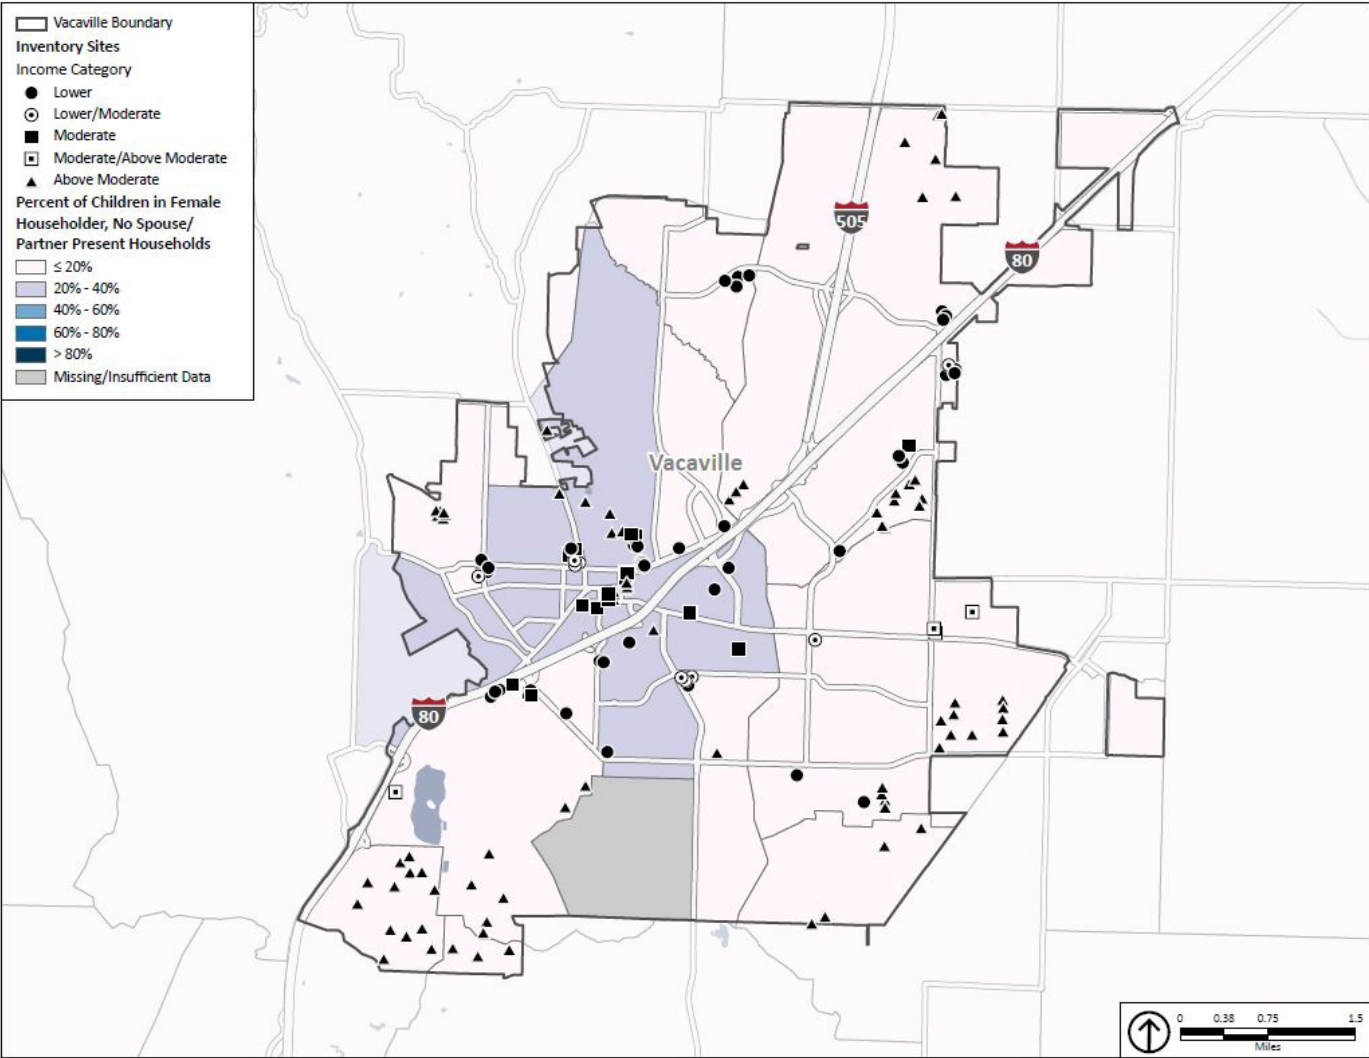 Vacaville Boundary
Inventory Sites
Income Category
Lower
Lower/Moderate
Moderate
Moderate/Above Moderate
Above Moderate
Percent of Children in Female
Householder, No Spouse/
Partner Present Households
≤ 20%
20% - 40%
40% - 60%
60% - 80%
> 80%
Missing/Insufficient Data
505
80
Vacaville
80
0 0.38 0.75 1.5
Miles